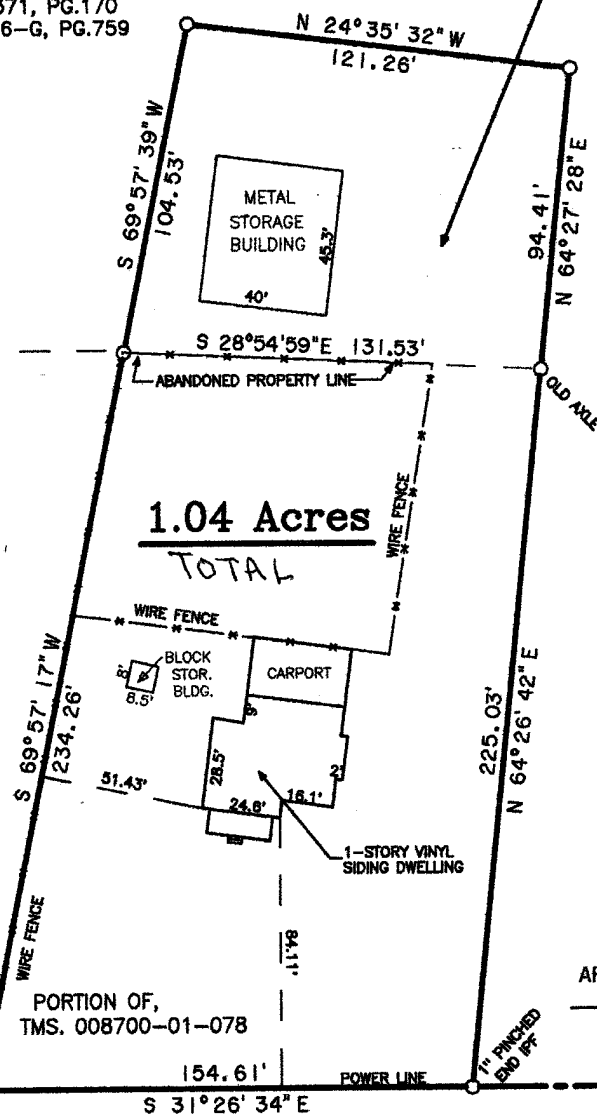 371, PG.170
6-G, PG.759
N 24°35' 32" W
121.26'
S 69°57' 39" W
104.53'
METAL
STORAGE
BUILDING
45.3'
40'
94.41'
N 64°27' 28" E
S 28°54'59"E 131.53'
ABANDONED PROPERTY LINE
OLD AXLE
WIRE FENCE
1.04 Acres
TOTAL
WIRE FENCE
BLOCK
STOR.
BLDG.
8'
8.5'
CARPORT
9'
S 69°57' 17" W
234.26'
225.03'
N 64°26' 42" E
51.43'
28.5'
2'
24.6'
16.1'
1-STORY VINYL
SIDING DWELLING
84.11'
WIRE FENCE
PORTION OF,
TMS. 008700-01-078
1" PINCHED
END IPF
154.61'
POWER LINE
S 31°26' 34" E